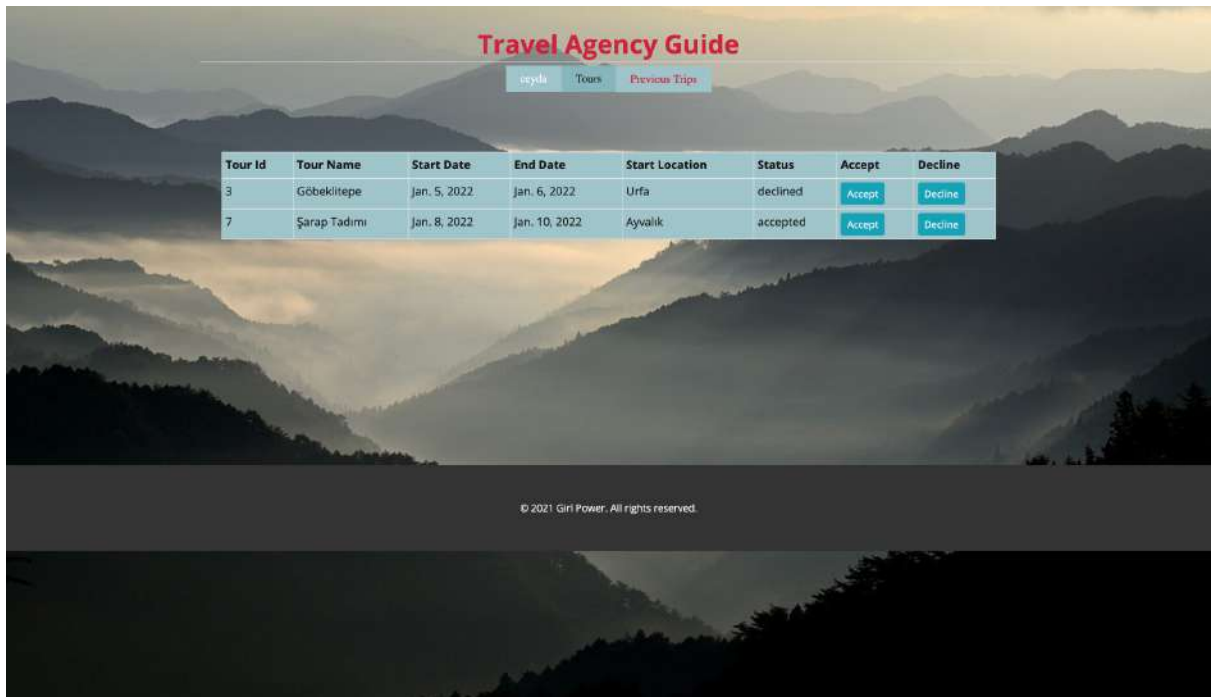 Travel Agency Guide
ceyda Tours Previous Trips
Tour Id Tour Name Start Date End Date Start Location Status Accept Decline
3 Göbeklitepe Jan. 5, 2022 Jan. 6, 2022 Urfa declined Accept Decline
7 Şarap Tadımı Jan. 8, 2022 Jan. 10, 2022 Ayvalık accepted Accept Decline
© 2021 Girl Power. All rights reserved.